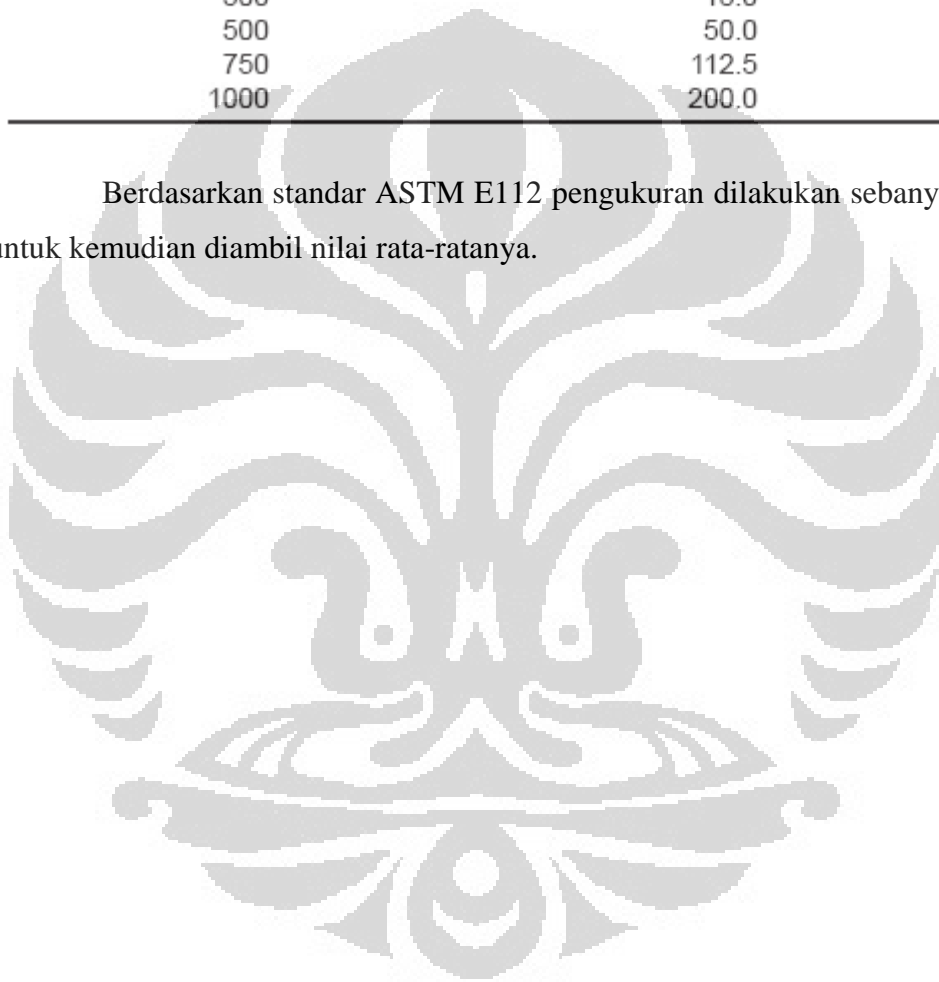 500 50.0
750 112.5
1000 200.0
Berdasarkan standar ASTM E112 pengukuran dilakukan sebany
untuk kemudian diambil nilai rata-ratanya.